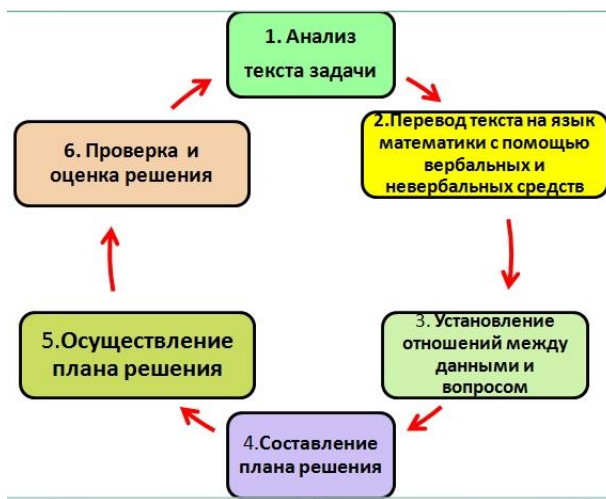 1. Анализ
текста задачи
2.Перевод текста на язык
математики с помощью
вербальных и
невербальных средств
3. Установление
отношений между
данными и
вопросом
4.Составление
плана решения
5.Осуществление
плана решения
6. Проверка и
оценка решения